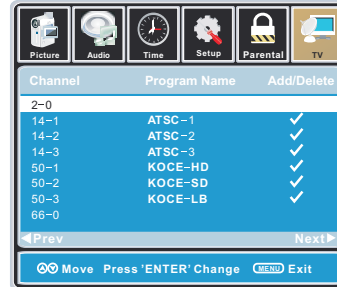 Picture Audio Time Setup Parental TV
Channel Program Name Add/Delete
2-0
14-1 ATSC-1
14-2 ATSC-2
14-3 ATSC-3
50-1 KOCE-HD
50-2 KOCE-SD
50-3 KOCE-LB
66-0
Prev Next
Move Press 'ENTER' Change MENU Exit